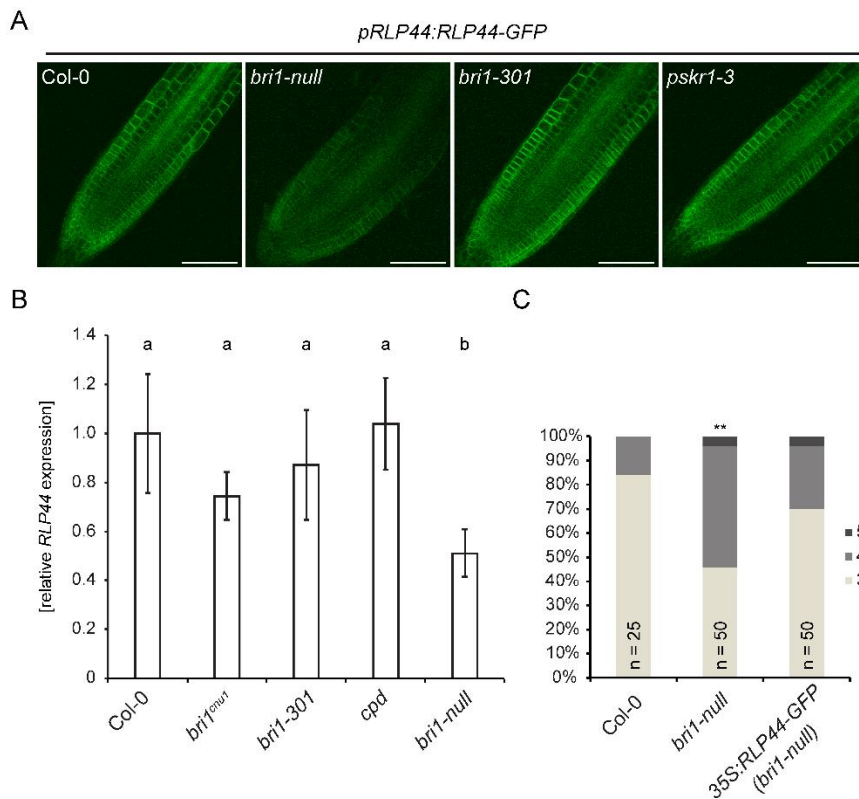 A
pRLP44:RLP44-GFP
Col-0
bri1-null
bri1-301
pskr1-3
B
a
a
a
a
b
1.4
1.2
1.0
0.8
0.6
0.4
0.2
0
[relative RLP44 expression]
Col-0
bri1cnu1
bri1-301
cpd
bri1-null
C
**
100%
90%
80%
70%
60%
50%
40%
30%
20%
10%
0%
n = 25
n = 50
n = 50
3
Col-0
bri1-null
35S:RLP44-GFP
(bri1-null)